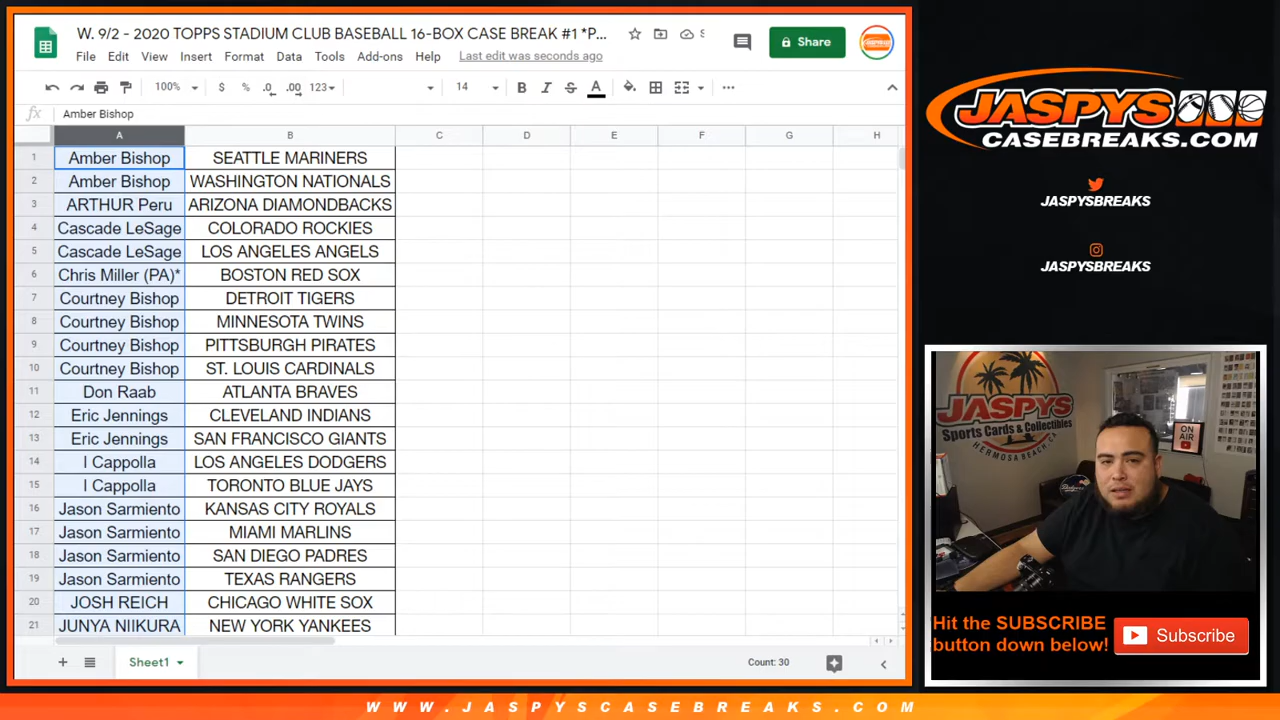 W. 9/2 - 2020 TOPPS STADIUM CLUB BASEBALL 16-BOX CASE BREAK #1 *P...
Share
File Edit View Insert Format Data Tools Add-ons Help Last edit was seconds ago
100% $ % .0 .00 123 14 B I S A
fx Amber Bishop
A B C D E F G H
1 Amber Bishop SEATTLE MARINERS
2 Amber Bishop WASHINGTON NATIONALS
3 ARTHUR Peru ARIZONA DIAMONDBACKS
4 Cascade LeSage COLORADO ROCKIES
5 Cascade LeSage LOS ANGELES ANGELS
6 Chris Miller (PA)* BOSTON RED SOX
7 Courtney Bishop DETROIT TIGERS
8 Courtney Bishop MINNESOTA TWINS
9 Courtney Bishop PITTSBURGH PIRATES
10 Courtney Bishop ST. LOUIS CARDINALS
11 Don Raab ATLANTA BRAVES
12 Eric Jennings CLEVELAND INDIANS
13 Eric Jennings SAN FRANCISCO GIANTS
14 I Cappolla LOS ANGELES DODGERS
15 I Cappolla TORONTO BLUE JAYS
16 Jason Sarmiento KANSAS CITY ROYALS
17 Jason Sarmiento MIAMI MARLINS
18 Jason Sarmiento SAN DIEGO PADRES
19 Jason Sarmiento TEXAS RANGERS
20 JOSH REICH CHICAGO WHITE SOX
21 JUNYA NIIKURA NEW YORK YANKEES
Sheet1 Count: 30
JASPYS
CASEBREAKS.COM
JASPYSBREAKS
JASPYSBREAKS
JASPYS
Sports Cards & Collectibles
HERMOSA BEACH, CA
ON AIR
Hit the SUBSCRIBE
button down below!
Subscribe
WWW.JASPYSCASEBREAKS.COM